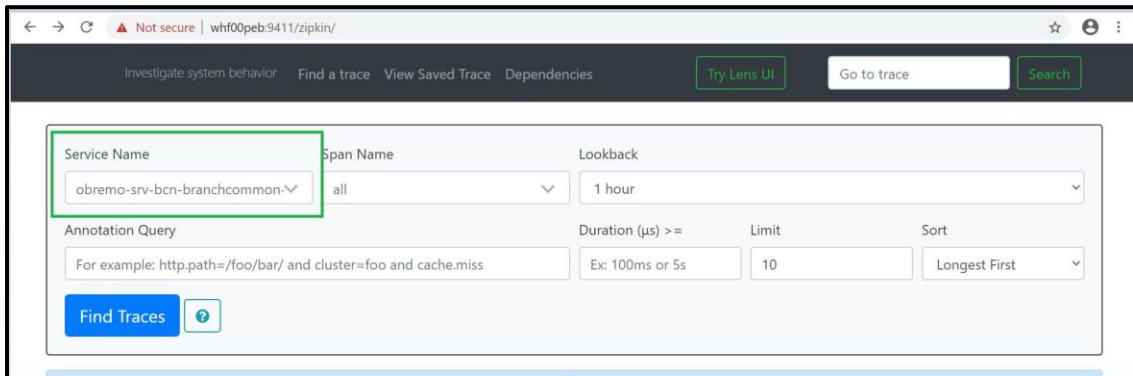 Not secure | whf00peb:9411/zipkin/
Investigate system behavior Find a trace View Saved Trace Dependencies Try Lens UI Go to trace Search
Service Name Span Name Lookback
obremo-srv-bcn-branchcommon- all 1 hour
Annotation Query Duration (µs) >= Limit Sort
For example: http.path=/foo/bar/ and cluster=foo and cache.miss Ex: 100ms or 5s 10 Longest First
Find Traces